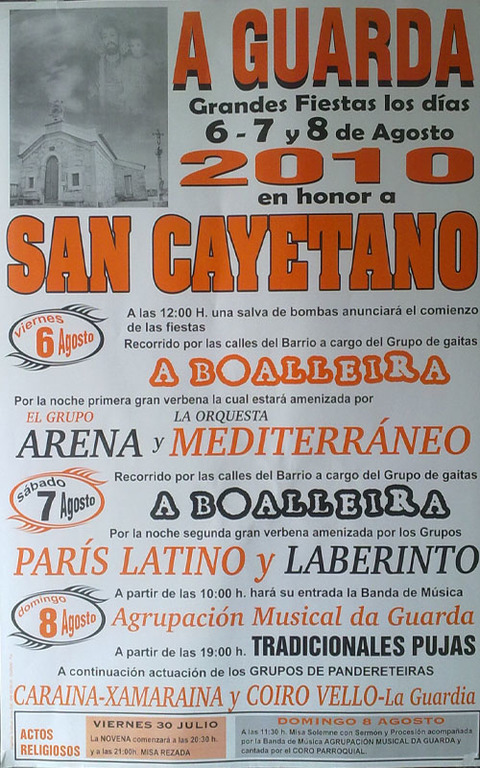 A GUARDA
Grandes Fiestas los días
6 - 7 y 8 de Agosto
2010
en honor a
SAN CAYETANO
viernes
6 Agosto
A las 12:00 H. una salva de bombas anunciará el comienzo
de las fiestas
Recorrido por las calles del Barrio a cargo del Grupo de gaitas
A BOALLEIRA
Por la noche primera gran verbena la cual estará amenizada por
EL GRUPO LA ORQUESTA
ARENA y MEDITERRÁNEO
sábado
7 Agosto
Recorrido por las calles del Barrio a cargo del Grupo de gaitas
A BOALLEIRA
Por la noche segunda gran verbena amenizada por los Grupos
PARÍS LATINO y LABERINTO
domingo
8 Agosto
A partir de las 10:00 h. hará su entrada la Banda de Música
Agrupación Musical da Guarda
A partir de las 19:00 h. TRADICIONALES PUJAS
A continuación actuación de los GRUPOS DE PANDERETEIRAS
CARAINA-XAMARAINA y COIRO VELLO-La Guardia
ACTOS
RELIGIOSOS
VIERNES 30 JULIO
LA NOVENA comenzará a las 20:30 h.
y a las 21:00h. MISA REZADA
DOMINGO 8 AGOSTO
A las 11:30 h. Misa Solemne con Sermón y Procesión acompañada
por la Banda de Música AGRUPACIÓN MUSICAL DA GUARDA y
cantada por el CORO PARROQUIAL.